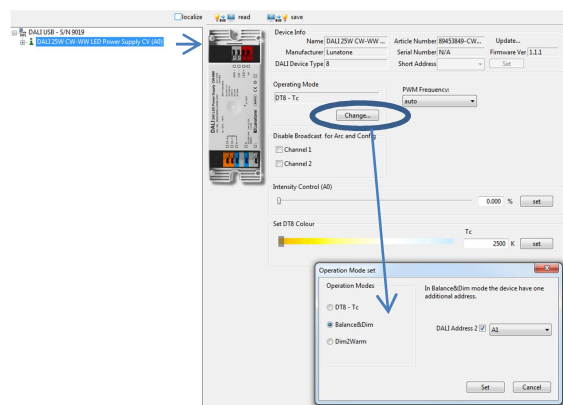 localize read save
DALI USB - S/N 9019
DALI 25W CW-WW LED Power Supply CV (A0)
Device Info
Name DALI 25W CW-WW ... Article Number 89453849-CW... Update...
Manufacturer Lunatone Serial Number N/A Firmware Ver 1.1.1
DALI Device Type 8 Short Address Set
Operating Mode
DT8 - Tc
Change...
PWM Frequency:
auto
Disable Broadcast for Arc and Config
Channel 1
Channel 2
Intensity Control (A0)
0.000 % set
Set DT8 Colour
Tc
2500 K set
Operation Mode set
Operation Modes
DT8 - Tc
Balance&Dim
Dim2Warm
In Balance&Dim mode the device have one
additional address.
DALI Address 2 A1
Set Cancel